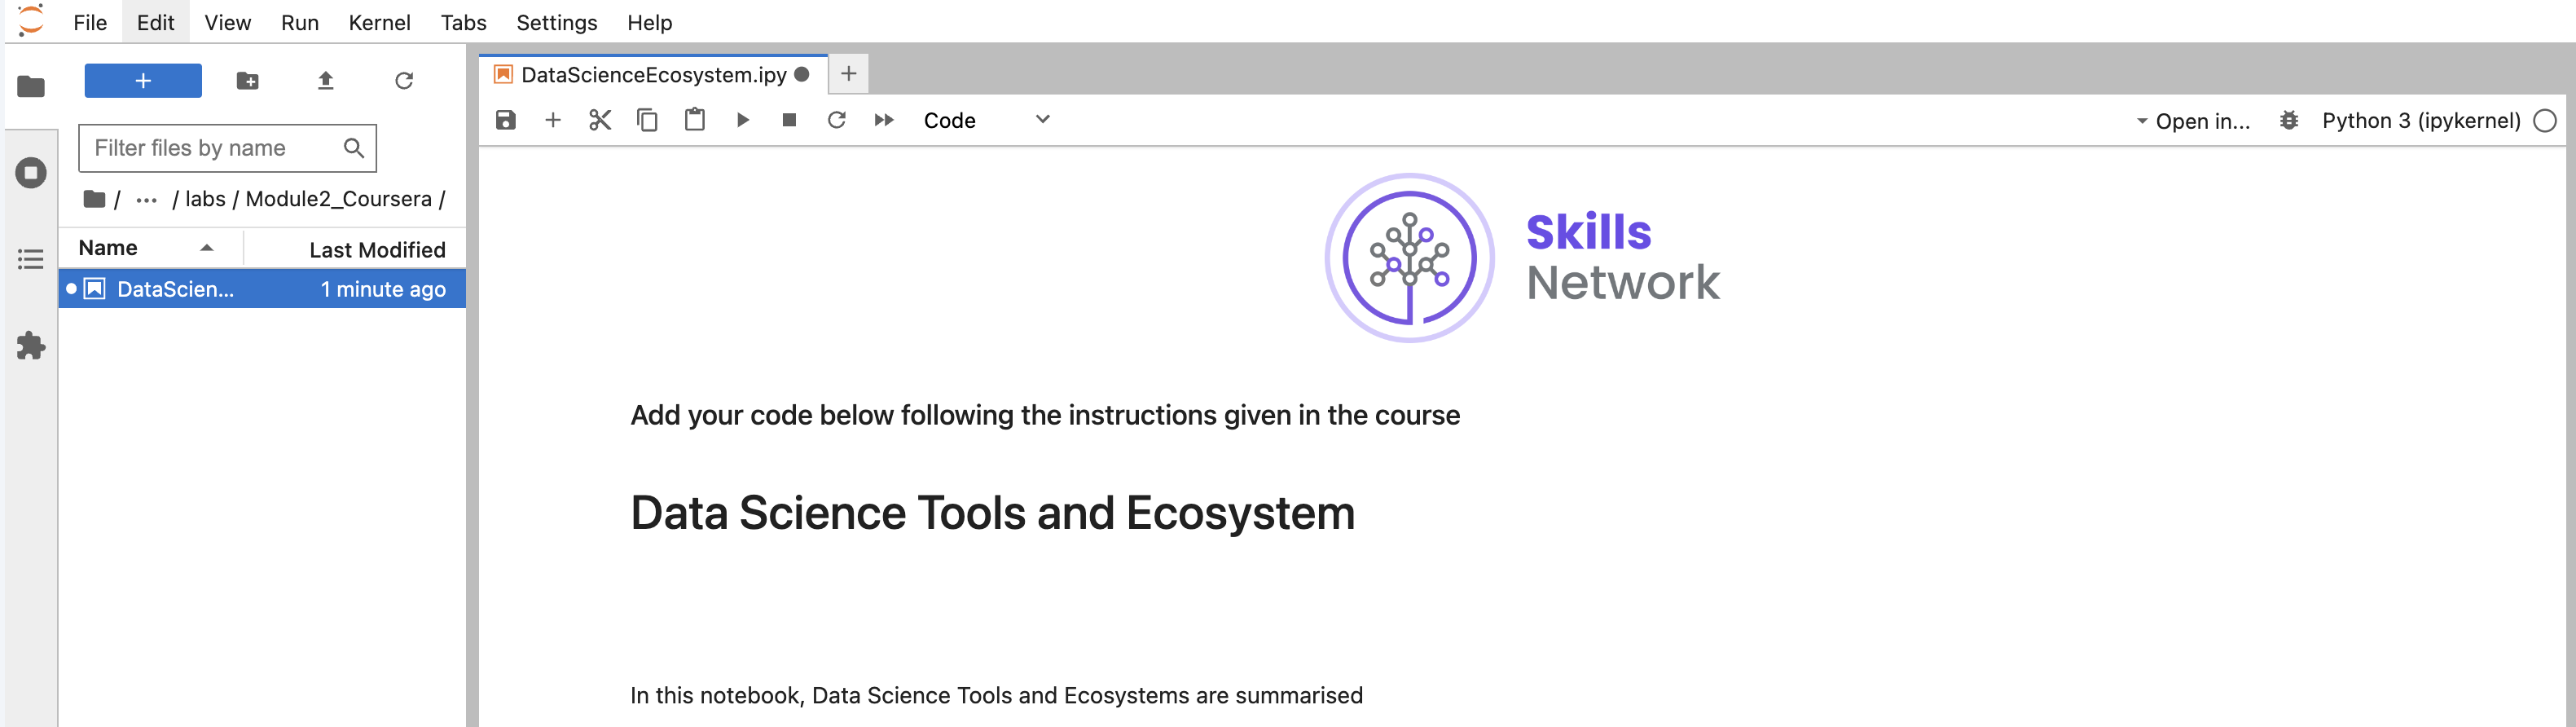 File Edit View Run Kernel Tabs Settings Help
DataScienceEcosystem.ipy
Code
Open in...
Python 3 (ipykernel)
Filter files by name
/ ... / labs / Module2_Coursera /
Name Last Modified
DataScien... 1 minute ago
Skills
Network
Add your code below following the instructions given in the course
Data Science Tools and Ecosystem
In this notebook, Data Science Tools and Ecosystems are summarised